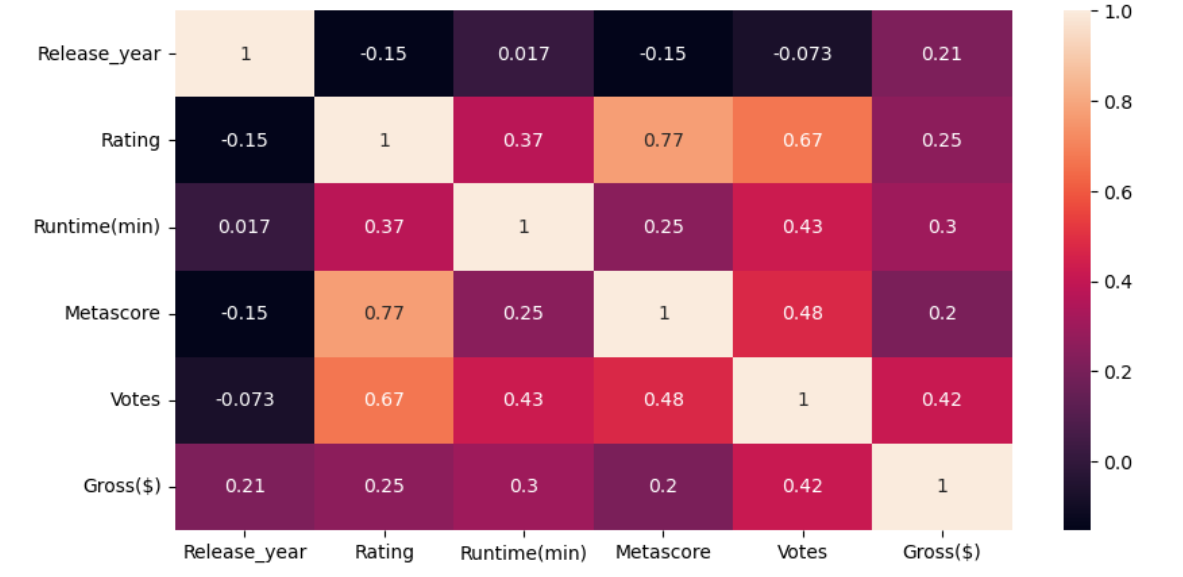 Release_year 1 -0.15 0.017 -0.15 -0.073 0.21
Rating -0.15 1 0.37 0.77 0.67 0.25
Runtime(min) 0.017 0.37 1 0.25 0.43 0.3
Metascore -0.15 0.77 0.25 1 0.48 0.2
Votes -0.073 0.67 0.43 0.48 1 0.42
Gross($) 0.21 0.25 0.3 0.2 0.42 1
Release_year Rating Runtime(min) Metascore Votes Gross($)
1.0
0.8
0.6
0.4
0.2
0.0